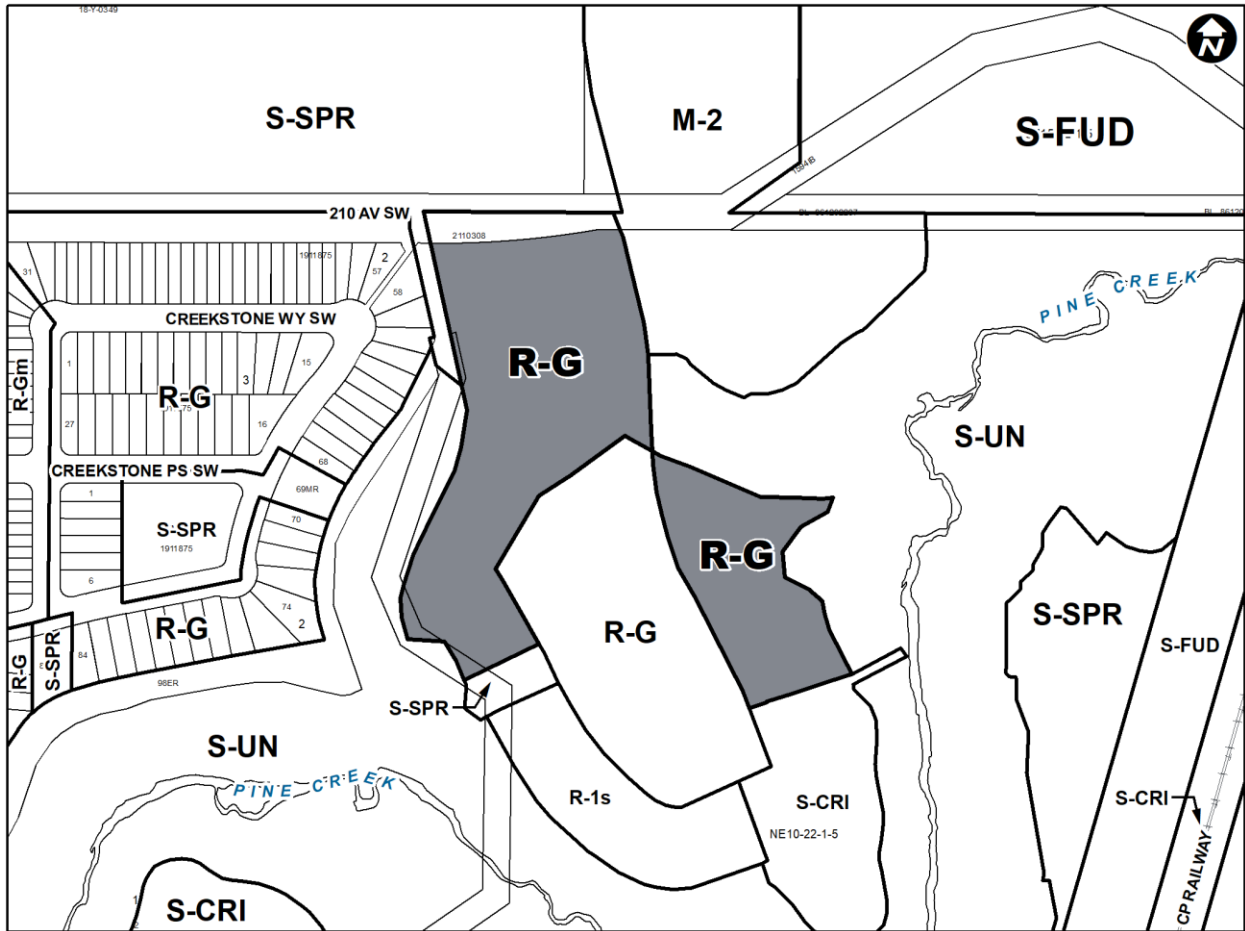 18-Y-0349
N
S-SPR
M-2
S-FUD
210 AV SW
2110308
31
1911875
2
57
58
PINE CREEK
CREEKSTONE WY SW
1
3
15
R-G
R-Gm
R-G
27
16
S-UN
CREEKSTONE PS SW
68
69MR
1
S-SPR
1911875
70
R-G
6
74
2
R-G
R-G
S-SPR
R-G
S-SPR
84
98ER
S-FUD
S-SPR
S-UN
PINE CREEK
R-1s
S-CRI
NE10-22-1-5
S-CRI
CP RAILWAY
S-CRI